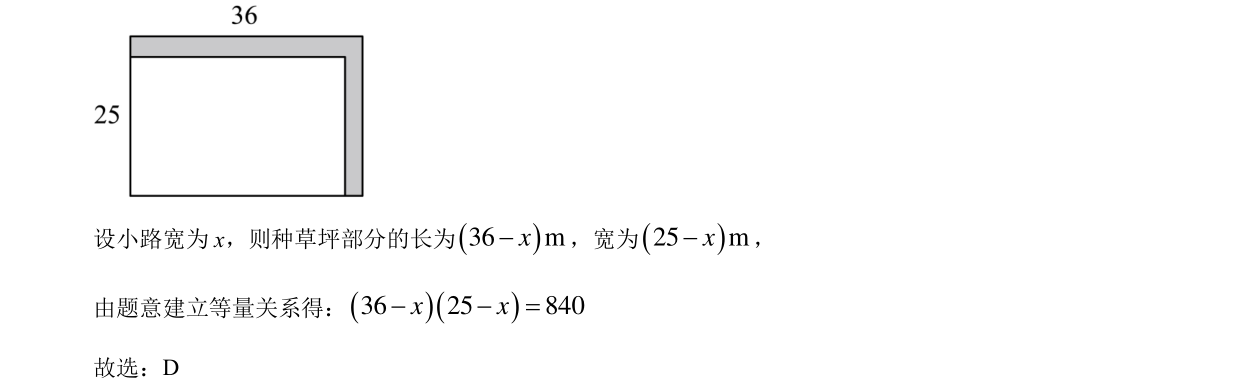 36
25
设小路宽为 x，则种草坪部分的长为(36－x)m，宽为(25－x)m，
由题意建立等量关系得：(36－x)(25－x)＝840
故选：D